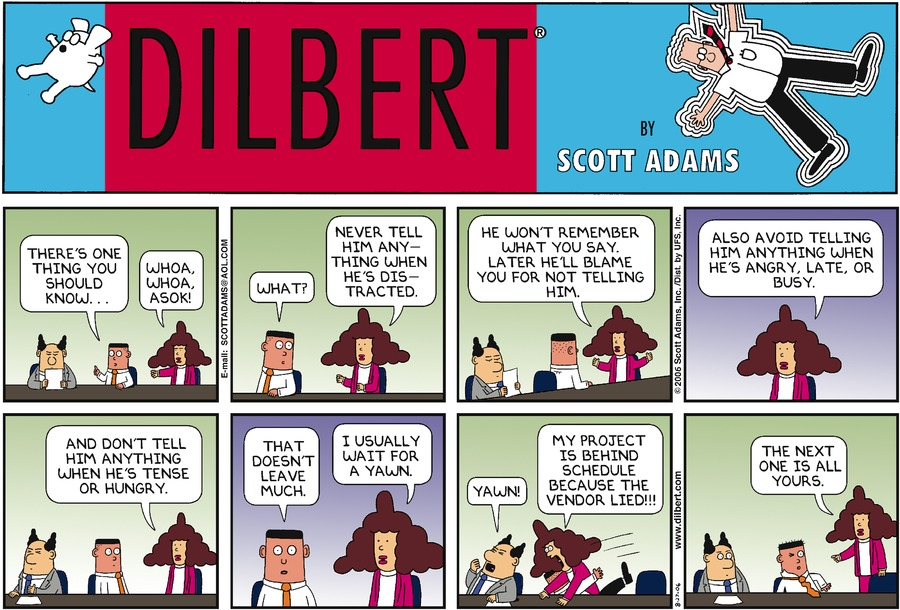 DILBERT®
BY
SCOTT ADAMS
THERE'S ONE
THING YOU
SHOULD
KNOW...
WHOA,
WHOA,
ASOK!
E-mail: SCOTTADAMS@AOL.COM
WHAT?
NEVER TELL
HIM ANY—
THING WHEN
HE'S DIS—
TRACTED.
HE WON'T REMEMBER
WHAT YOU SAY.
LATER HE'LL BLAME
YOU FOR NOT TELLING
HIM.
© 2006 Scott Adams, Inc./Dist. by UFS, Inc.
ALSO AVOID TELLING
HIM ANYTHING WHEN
HE'S ANGRY, LATE, OR
BUSY.
AND DON'T TELL
HIM ANYTHING
WHEN HE'S TENSE
OR HUNGRY.
THAT
DOESN'T
LEAVE
MUCH.
I USUALLY
WAIT FOR
A YAWN.
YAWN!
MY PROJECT
IS BEHIND
SCHEDULE
BECAUSE THE
VENDOR LIED!!!
www.dilbert.com
8-27-06
THE NEXT
ONE IS ALL
YOURS.